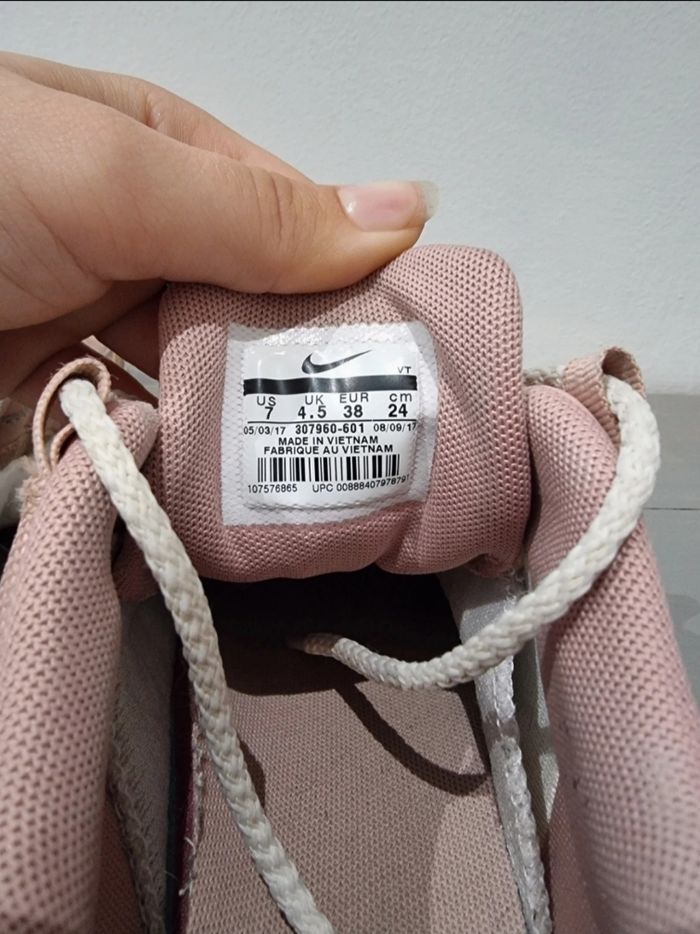 VT
US UK EUR cm
7 4.5 38 24
05/03/17 307960-601 08/09/17
MADE IN VIETNAM
FABRIQUE AU VIETNAM
107576865 UPC 00888407978791